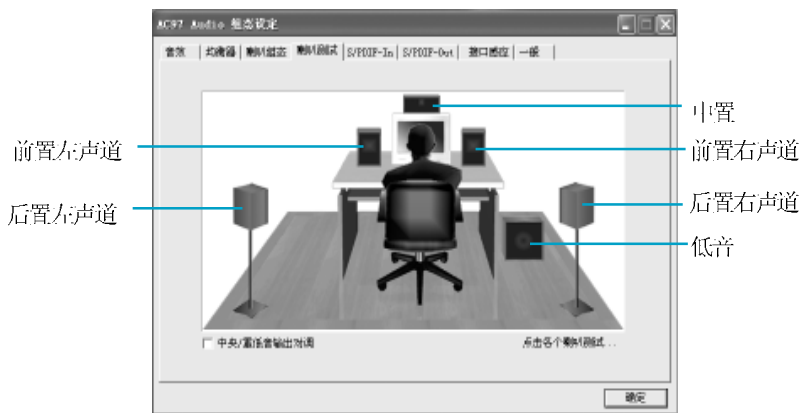 AC97 Audio 组态设定
音效 均衡器 喇叭组态 喇叭测试 S/PDIF-In S/PDIF-Out 接口感应 一般
中置
前置左声道
前置右声道
后置左声道
后置右声道
低音
中央/重低音输出对调
点击各个喇叭测试...
确定